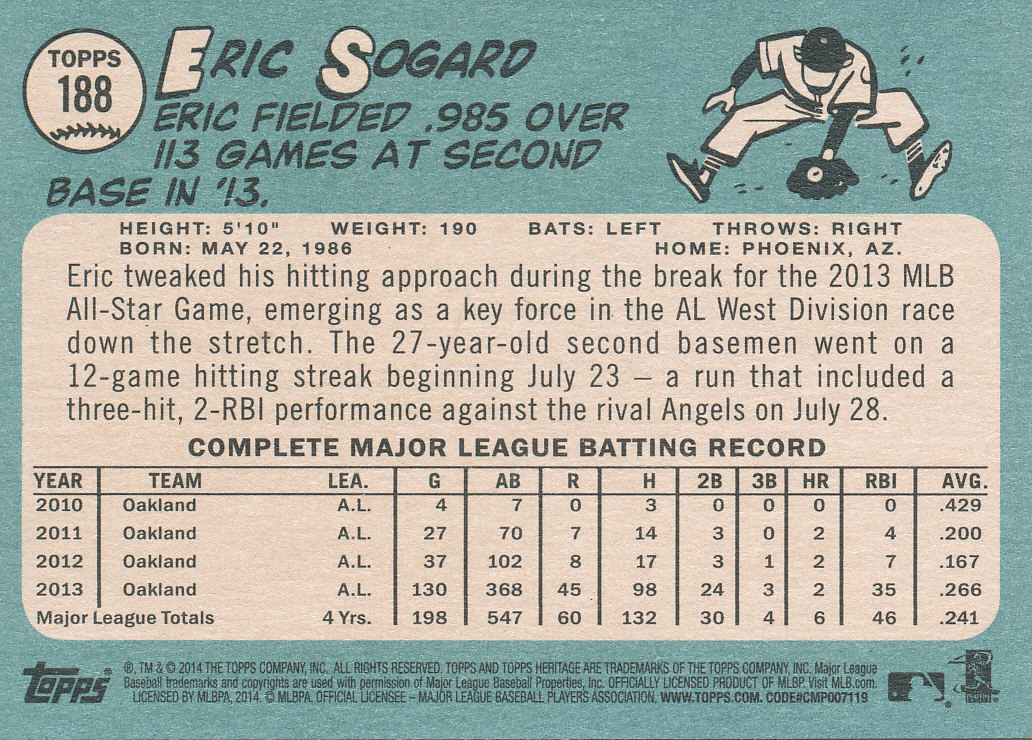 TOPPS
188
ERIC SOGARD
ERIC FIELDED .985 OVER
113 GAMES AT SECOND
BASE IN '13.
HEIGHT: 5'10" WEIGHT: 190 BATS: LEFT THROWS: RIGHT
BORN: MAY 22, 1986 HOME: PHOENIX, AZ.
Eric tweaked his hitting approach during the break for the 2013 MLB
All-Star Game, emerging as a key force in the AL West Division race
down the stretch. The 27-year-old second basemen went on a
12-game hitting streak beginning July 23 – a run that included a
three-hit, 2-RBI performance against the rival Angels on July 28.
COMPLETE MAJOR LEAGUE BATTING RECORD
YEAR TEAM LEA. G AB R H 2B 3B HR RBI AVG.
2010 Oakland A.L. 4 7 0 3 0 0 0 0 .429
2011 Oakland A.L. 27 70 7 14 3 0 2 4 .200
2012 Oakland A.L. 37 102 8 17 3 1 2 7 .167
2013 Oakland A.L. 130 368 45 98 24 3 2 35 .266
Major League Totals 4 Yrs. 198 547 60 132 30 4 6 46 .241
TOPPS®
®, TM & © 2014 THE TOPPS COMPANY, INC. ALL RIGHTS RESERVED. TOPPS AND TOPPS HERITAGE ARE TRADEMARKS OF THE TOPPS COMPANY, INC. Major League
Baseball trademarks and copyrights are used with permission of Major League Baseball Properties, Inc. OFFICIALLY LICENSED PRODUCT OF MLBP. Visit MLB.com.
LICENSED BY MLBPA, 2014. © MLBPA. OFFICIAL LICENSEE – MAJOR LEAGUE BASEBALL PLAYERS ASSOCIATION. WWW.TOPPS.COM. CODE#CMP007119